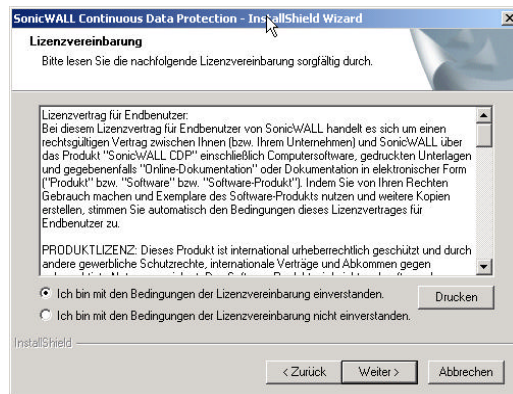 SonicWALL Continuous Data Protection - InstallShield Wizard
Lizenzvereinbarung
Bitte lesen Sie die nachfolgende Lizenzvereinbarung sorgfältig durch.
Lizenzvertrag für Endbenutzer:
Bei diesem Lizenzvertrag für Endbenutzer von SonicWALL handelt es sich um einen
rechtsgültigen Vertrag zwischen Ihnen (bzw. Ihrem Unternehmen) und SonicWALL über
das Produkt "SonicWALL CDP" einschließlich Computersoftware, gedruckten Unterlagen
und gegebenenfalls "Online-Dokumentation" oder Dokumentation in elektronischer Form
("Produkt" bzw. "Software" bzw. "Software-Produkt"). Indem Sie von Ihren Rechten
Gebrauch machen und Exemplare des Software-Produkts nutzen und weitere Kopien
erstellen, stimmen Sie automatisch den Bedingungen dieses Lizenzvertrages für
Endbenutzer zu.
PRODUKTLIZENZ: Dieses Produkt ist international urheberrechtlich geschützt und durch
andere gewerbliche Schutzrechte, internationale Verträge und Abkommen gegen
Ich bin mit den Bedingungen der Lizenzvereinbarung einverstanden.
Drucken
Ich bin mit den Bedingungen der Lizenzvereinbarung nicht einverstanden.
InstallShield
< Zurück
Weiter >
Abbrechen